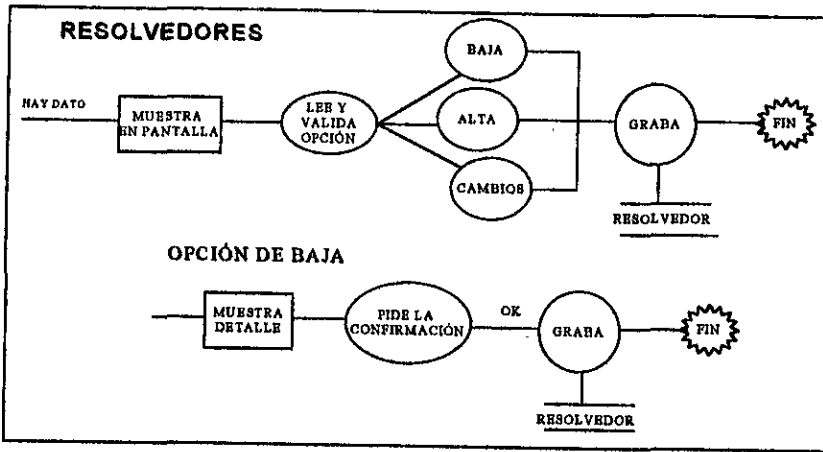 RESOLVEDORES
HAY DATO
MUESTRA
EN PANTALLA
LEE Y
VALIDA
OPCIÓN
BAJA
ALTA
CAMBIOS
GRABA
RESOLVEDOR
FIN
OPCIÓN DE BAJA
MUESTRA
DETALLE
PIDE LA
CONFIRMACIÓN
OK
GRABA
RESOLVEDOR
FIN